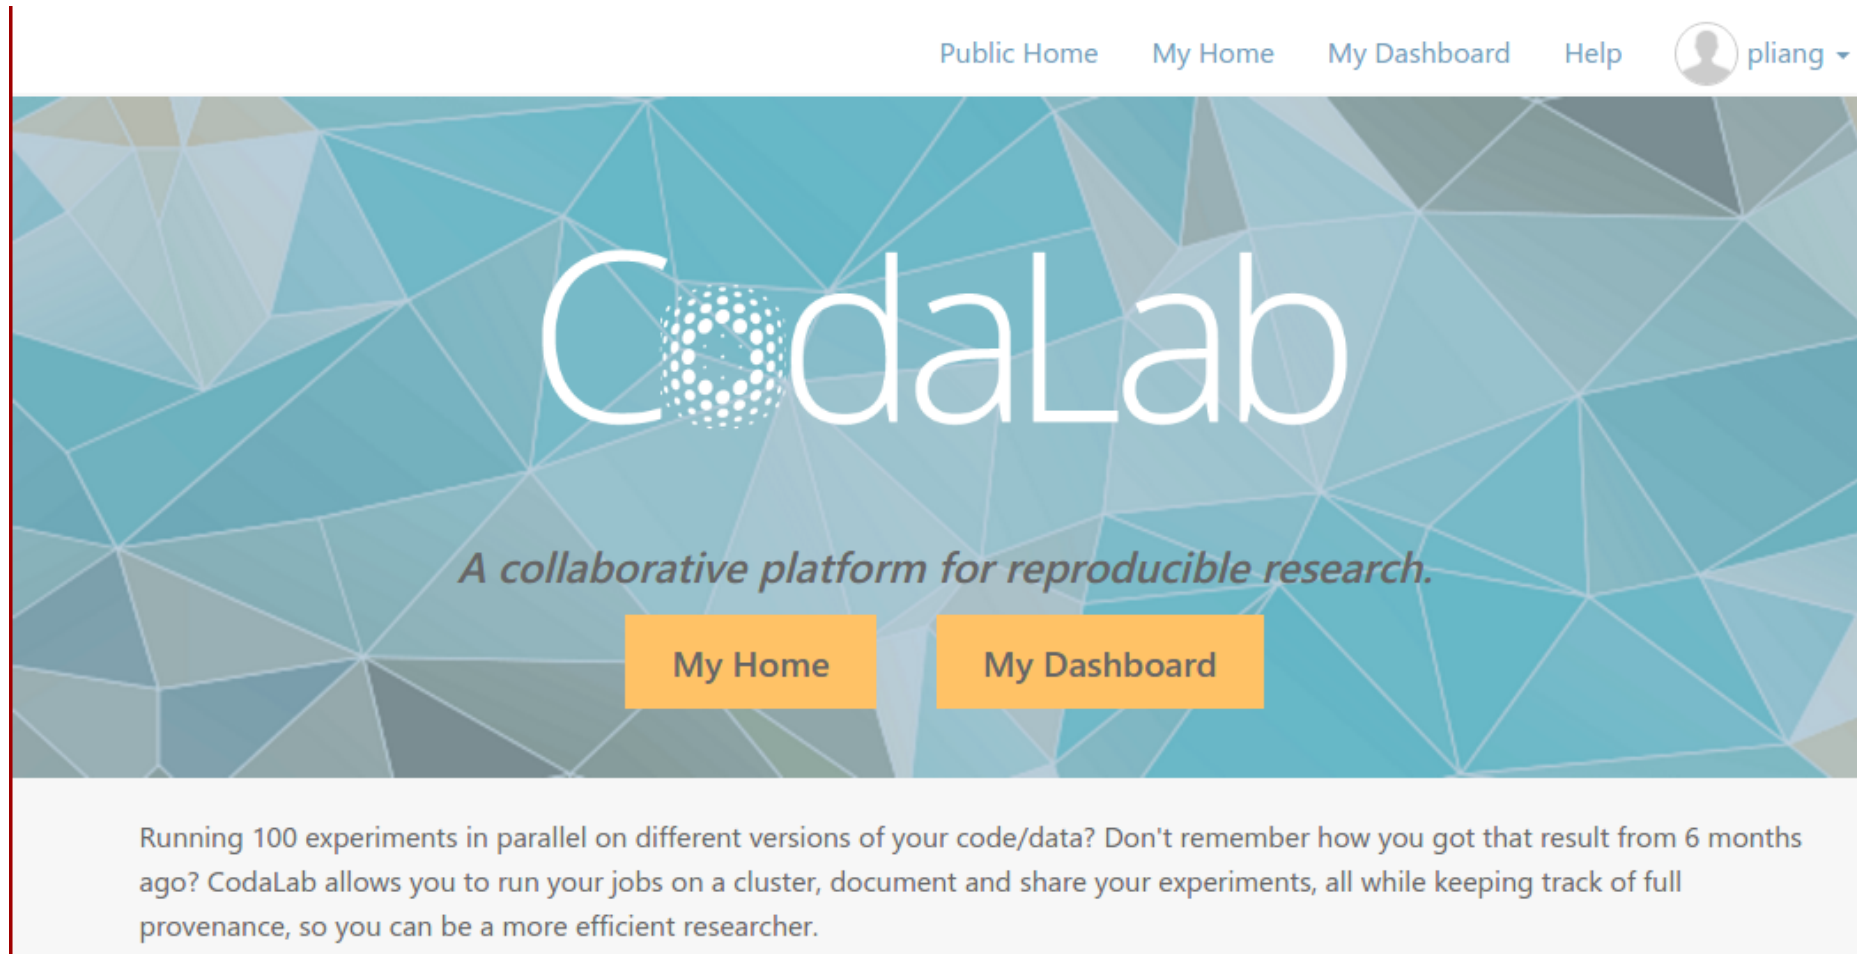 Public Home My Home My Dashboard Help pliang
CodaLab
A collaborative platform for reproducible research.
My Home My Dashboard
Running 100 experiments in parallel on different versions of your code/data? Don't remember how you got that result from 6 months
ago? CodaLab allows you to run your jobs on a cluster, document and share your experiments, all while keeping track of full
provenance, so you can be a more efficient researcher.